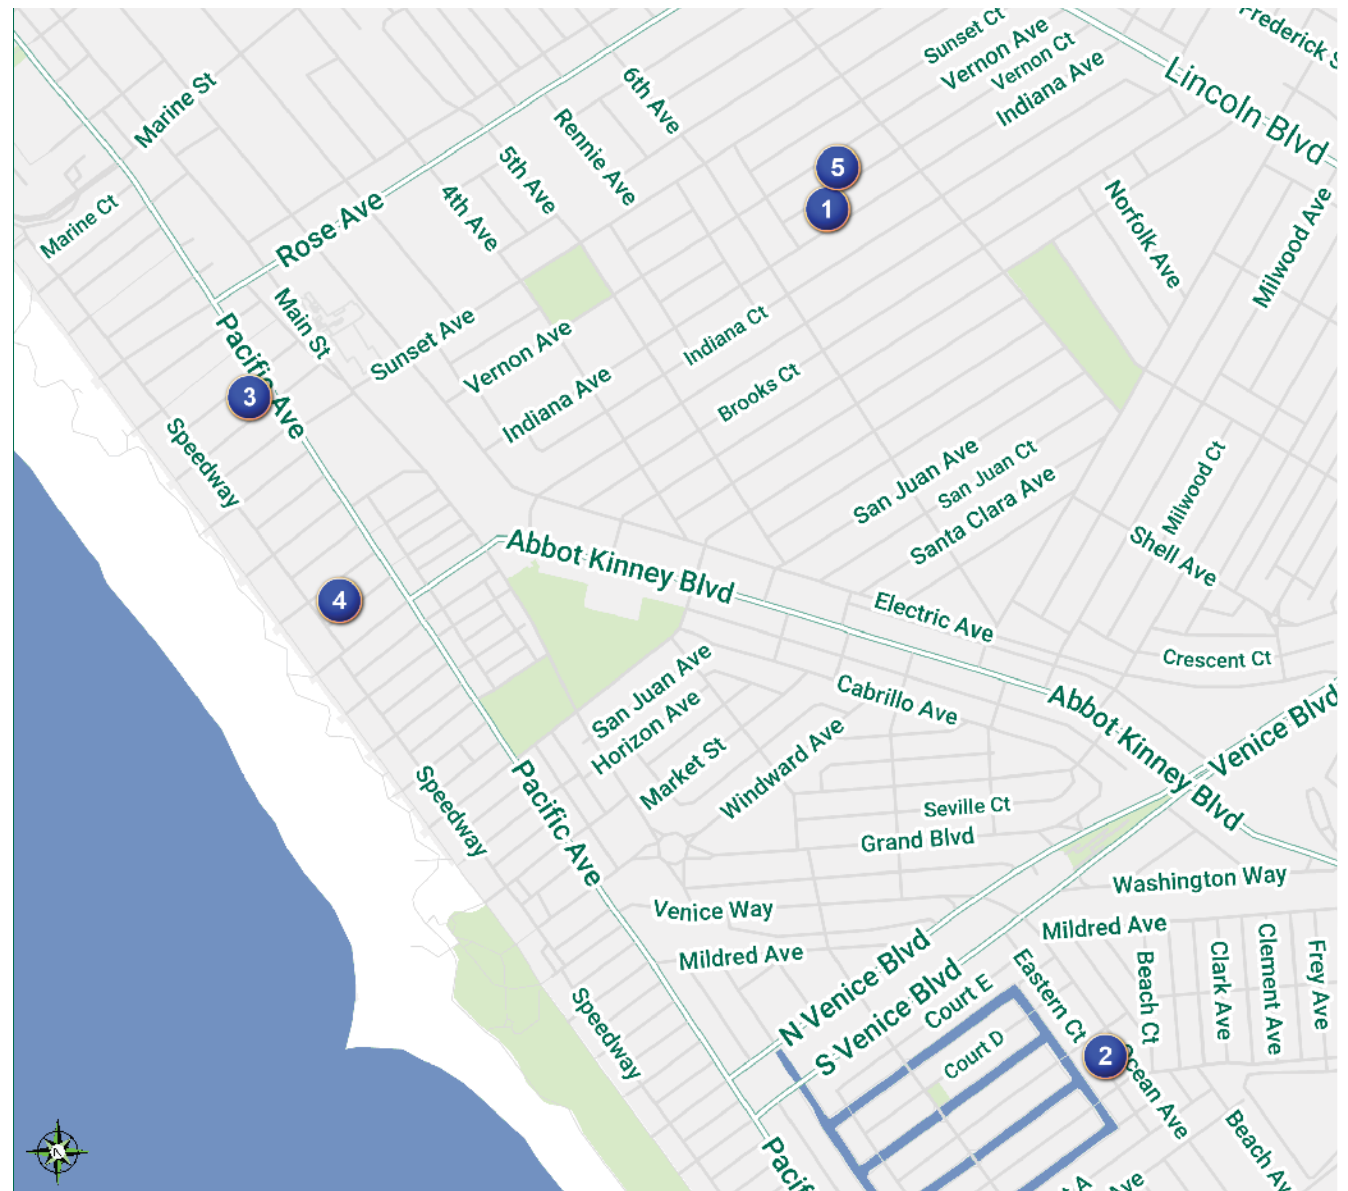 Sunset Ct
Vernon Ave
Vernon Ct
Indiana Ave
Frederick S
Lincoln Blvd
Marine St
6th Ave
Rennie Ave
5th Ave
4th Ave
5
1
Norfolk Ave
Milwood Ave
Marine Ct
Rose Ave
Main St
Sunset Ave
Vernon Ave
Indiana Ave
Indiana Ct
Brooks Ct
Pacific Ave
3
Speedway
San Juan Ave
San Juan Ct
Santa Clara Ave
Milwood Ct
Shell Ave
Abbot Kinney Blvd
4
Electric Ave
Crescent Ct
San Juan Ave
Horizon Ave
Market St
Windward Ave
Cabrillo Ave
Abbot Kinney Blvd
Venice Blvd
Speedway
Pacific Ave
Seville Ct
Grand Blvd
Washington Way
Venice Way
Mildred Ave
Mildred Ave
N Venice Blvd
S Venice Blvd
Court E
Court D
Eastern Ct
Beach Ct
Clark Ave
Clement Ave
Frey Ave
Speedway
2
cean Ave
Beach Av
Pacif
N